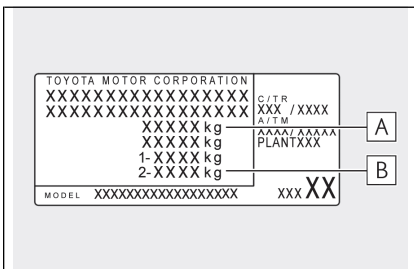 TOYOTA MOTOR CORPORATION
XXXXXXXXXXXXXXXXX
XXXXXXXXXXXXXXXXX
XXXXX kg
XXXXX kg
1-XXXX kg
2-XXXX kg
C/TR
XXX / XXXX
A/TM
XXXX/ XXXXX
PLANTXXX
A
B
MODEL XXXXXXXXXXXXXXXXXX
XXX XX